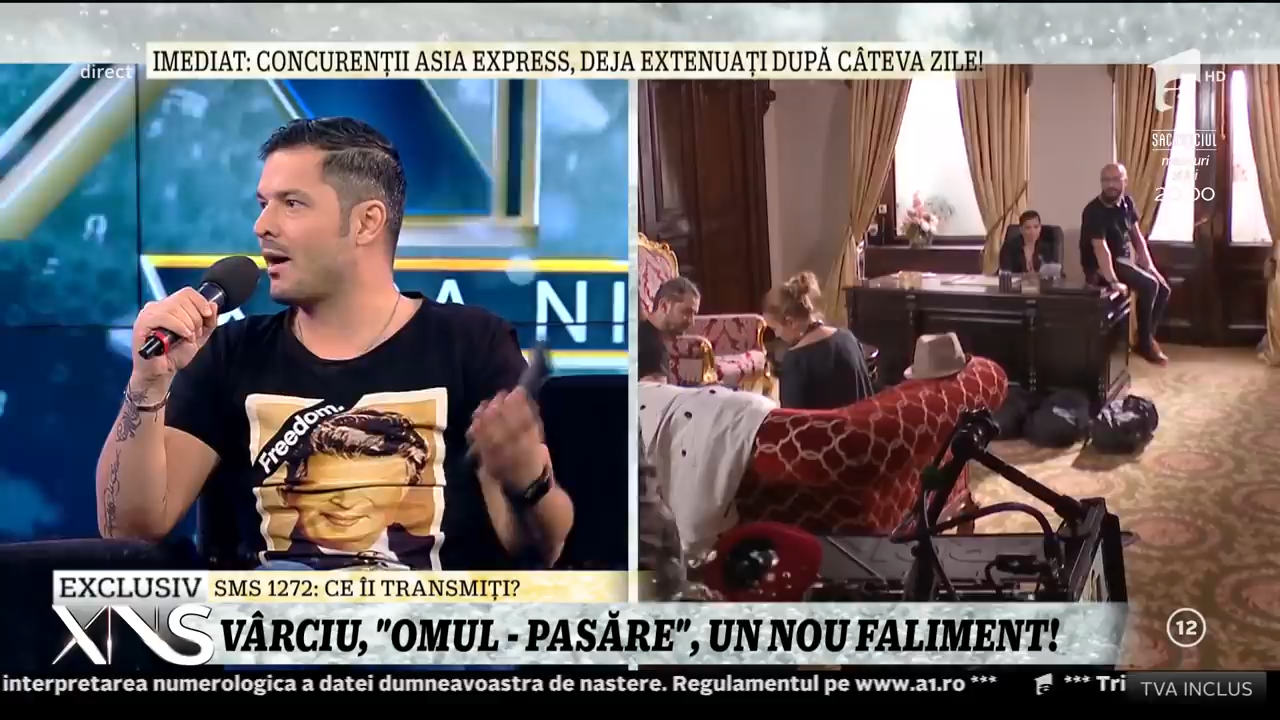 IMEDIAT: CONCURENȚII ASIA EXPRESS, DEJA EXTENUAȚI DUPĂ CÂTEVA ZILE!
direct
HD
20:00
A NI
Freedom.
EXCLUSIV
SMS 1272: CE ÎI TRANSMIȚI?
XNS
VÂRCIU, "OMUL - PASĂRE", UN NOU FALIMENT!
12
interpretarea numerologica a datei dumneavoastra de nastere. Regulamentul pe www.a1.ro *** *** Tri
TVA INCLUS